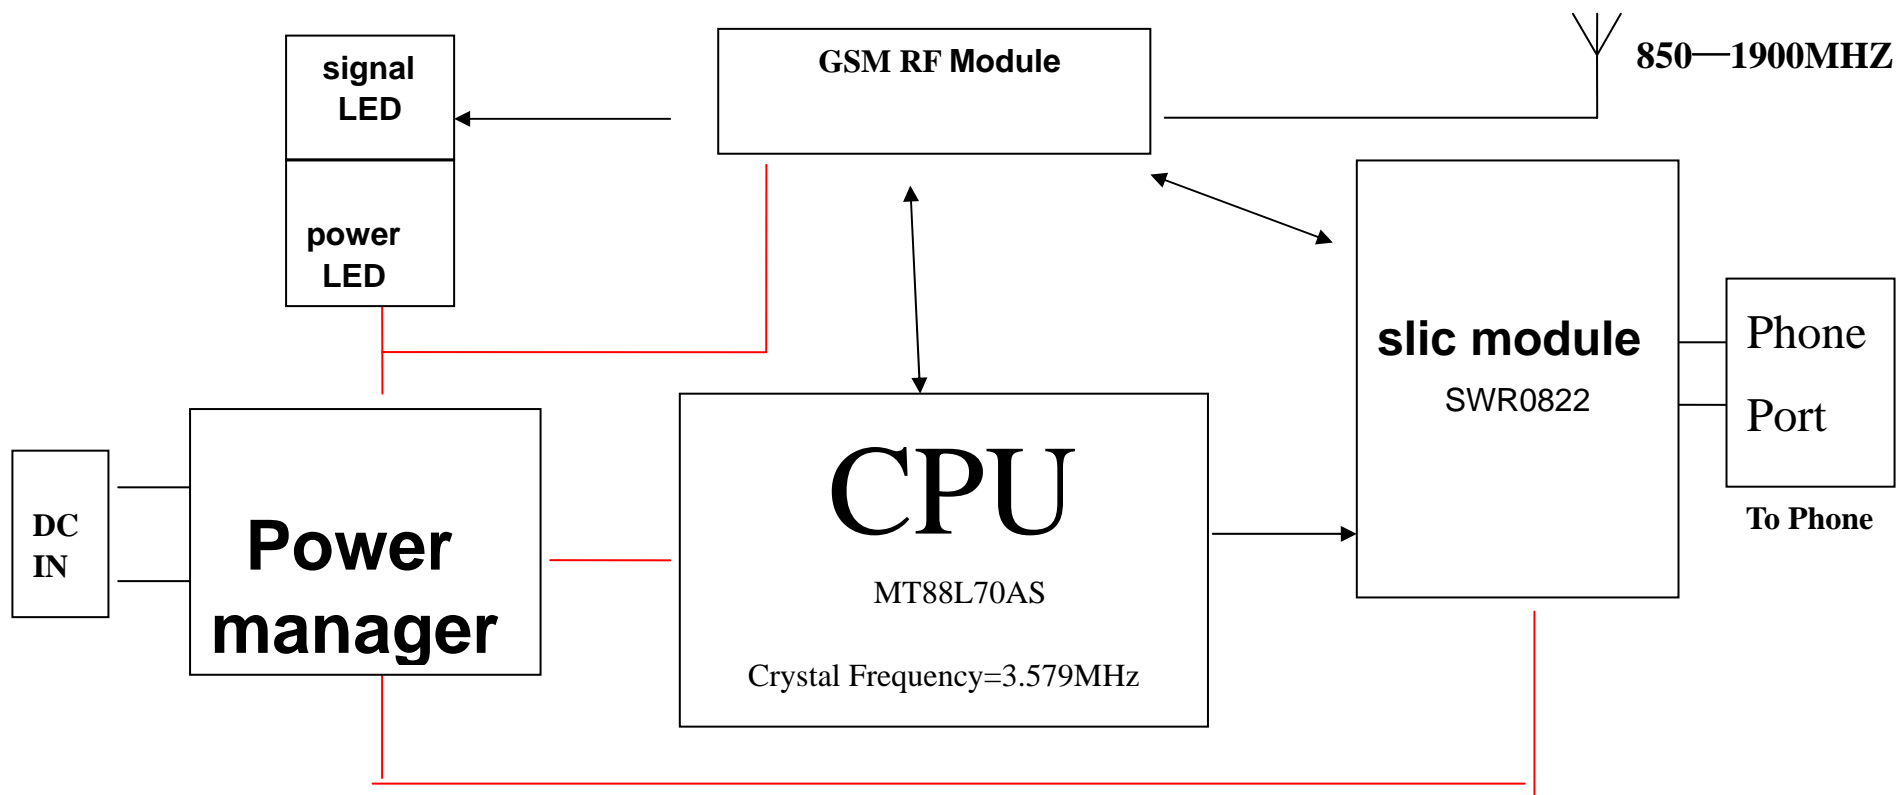 signal
LED
GSM RF Module
850—1900MHZ
power
LED
slic module
SWR0822
Phone
Port
To Phone
DC
IN
Power
manager
CPU
MT88L70AS
Crystal Frequency=3.579MHz